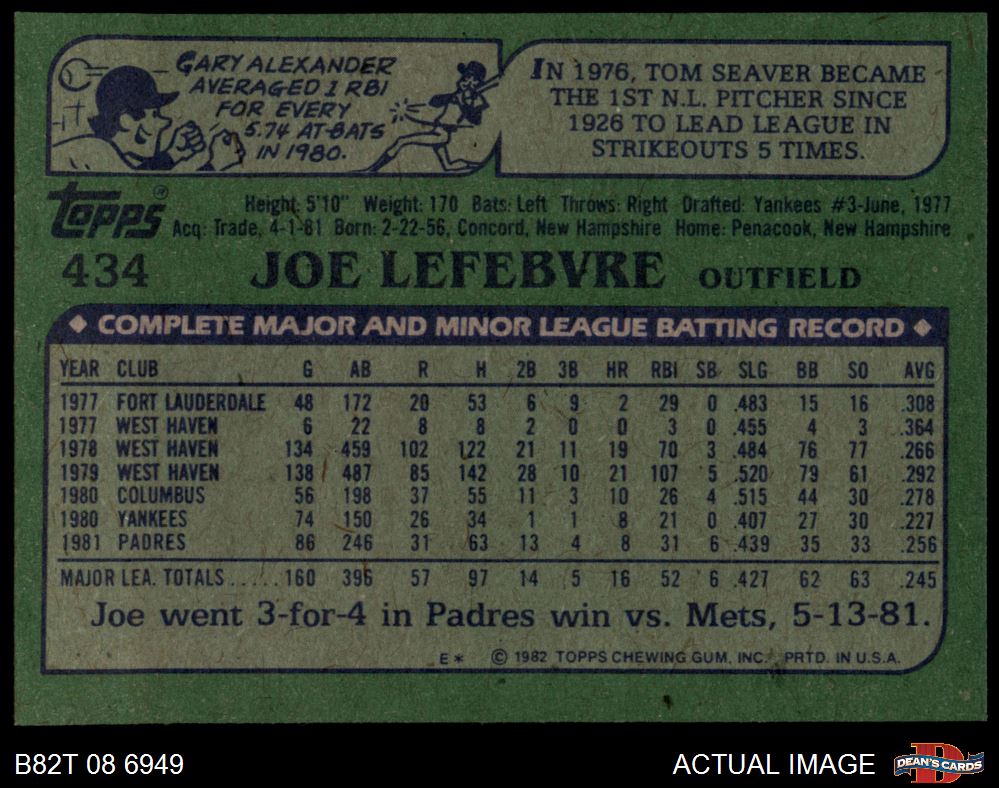 GARY ALEXANDER
AVERAGED 1 RBI
FOR EVERY
5.74 AT-BATS
IN 1980.
IN 1976, TOM SEAVER BECAME
THE 1ST N.L. PITCHER SINCE
1926 TO LEAD LEAGUE IN
STRIKEOUTS 5 TIMES.
TOPPS®
Height: 5'10" Weight: 170 Bats: Left Throws: Right Drafted: Yankees #3-June, 1977
Acq: Trade, 4-1-81 Born: 2-22-56, Concord, New Hampshire Home: Penacook, New Hampshire
434 JOE LEFEBVRE OUTFIELD
◆ COMPLETE MAJOR AND MINOR LEAGUE BATTING RECORD ◆
YEAR CLUB G AB R H 2B 3B HR RBI SB SLG BB SO AVG
1977 FORT LAUDERDALE 48 172 20 53 6 9 2 29 0 .483 15 16 .308
1977 WEST HAVEN 6 22 8 8 2 0 0 3 0 .455 4 3 .364
1978 WEST HAVEN 134 459 102 122 21 11 19 70 3 .484 76 77 .266
1979 WEST HAVEN 138 487 85 142 28 10 21 107 5 .520 79 61 .292
1980 COLUMBUS 56 198 37 55 11 3 10 26 4 .515 44 30 .278
1980 YANKEES 74 150 26 34 1 1 8 21 0 .407 27 30 .227
1981 PADRES 86 246 31 63 13 4 8 31 6 .439 35 33 .256
MAJOR LEA. TOTALS......160 396 57 97 14 5 16 52 6 .427 62 63 .245
Joe went 3-for-4 in Padres win vs. Mets, 5-13-81.
E* © 1982 TOPPS CHEWING GUM, INC. PRTD. IN U.S.A.
B82T 08 6949 ACTUAL IMAGE D DEAN'S CARDS